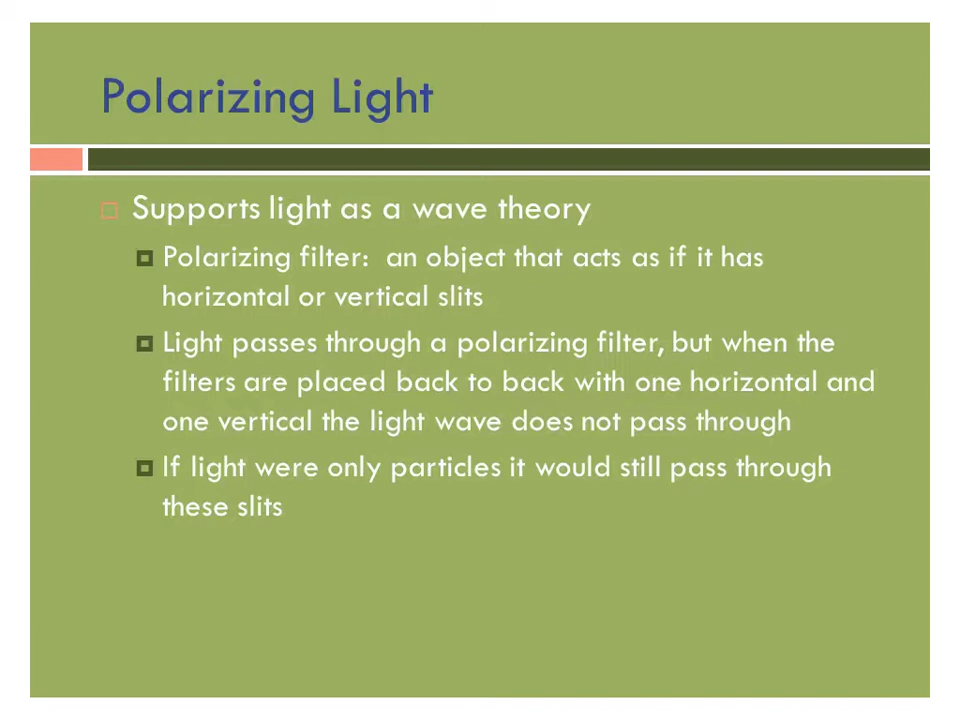 Polarizing Light
Supports light as a wave theory
Polarizing filter: an object that acts as if it has
horizontal or vertical slits
Light passes through a polarizing filter, but when the
filters are placed back to back with one horizontal and
one vertical the light wave does not pass through
If light were only particles it would still pass through
these slits